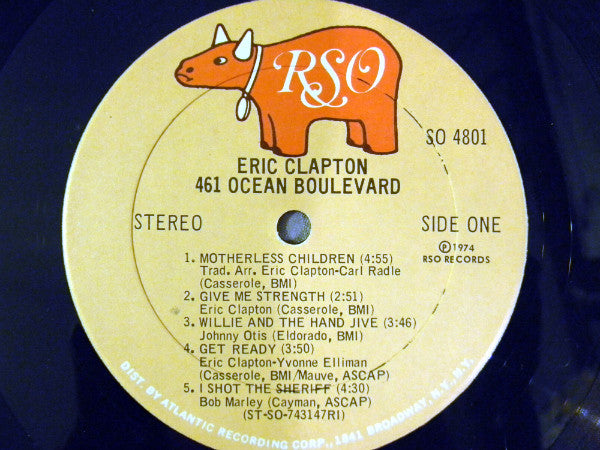 RSO
SO 4801
ERIC CLAPTON
461 OCEAN BOULEVARD
STEREO
SIDE ONE
℗ 1974
RSO RECORDS
1. MOTHERLESS CHILDREN (4:55)
Trad. Arr. Eric Clapton-Carl Radle
(Casserole, BMI)
2. GIVE ME STRENGTH (2:51)
Eric Clapton (Casserole, BMI)
3. WILLIE AND THE HAND JIVE (3:46)
Johnny Otis (Eldorado, BMI)
4. GET READY (3:50)
Eric Clapton-Yvonne Elliman
(Casserole, BMI/Mauve, ASCAP)
5. I SHOT THE SHERIFF (4:30)
Bob Marley (Cayman, ASCAP)
(ST-SO-743147RI)
DIST. BY ATLANTIC RECORDING CORP., 1841 BROADWAY, N.Y., N.Y.